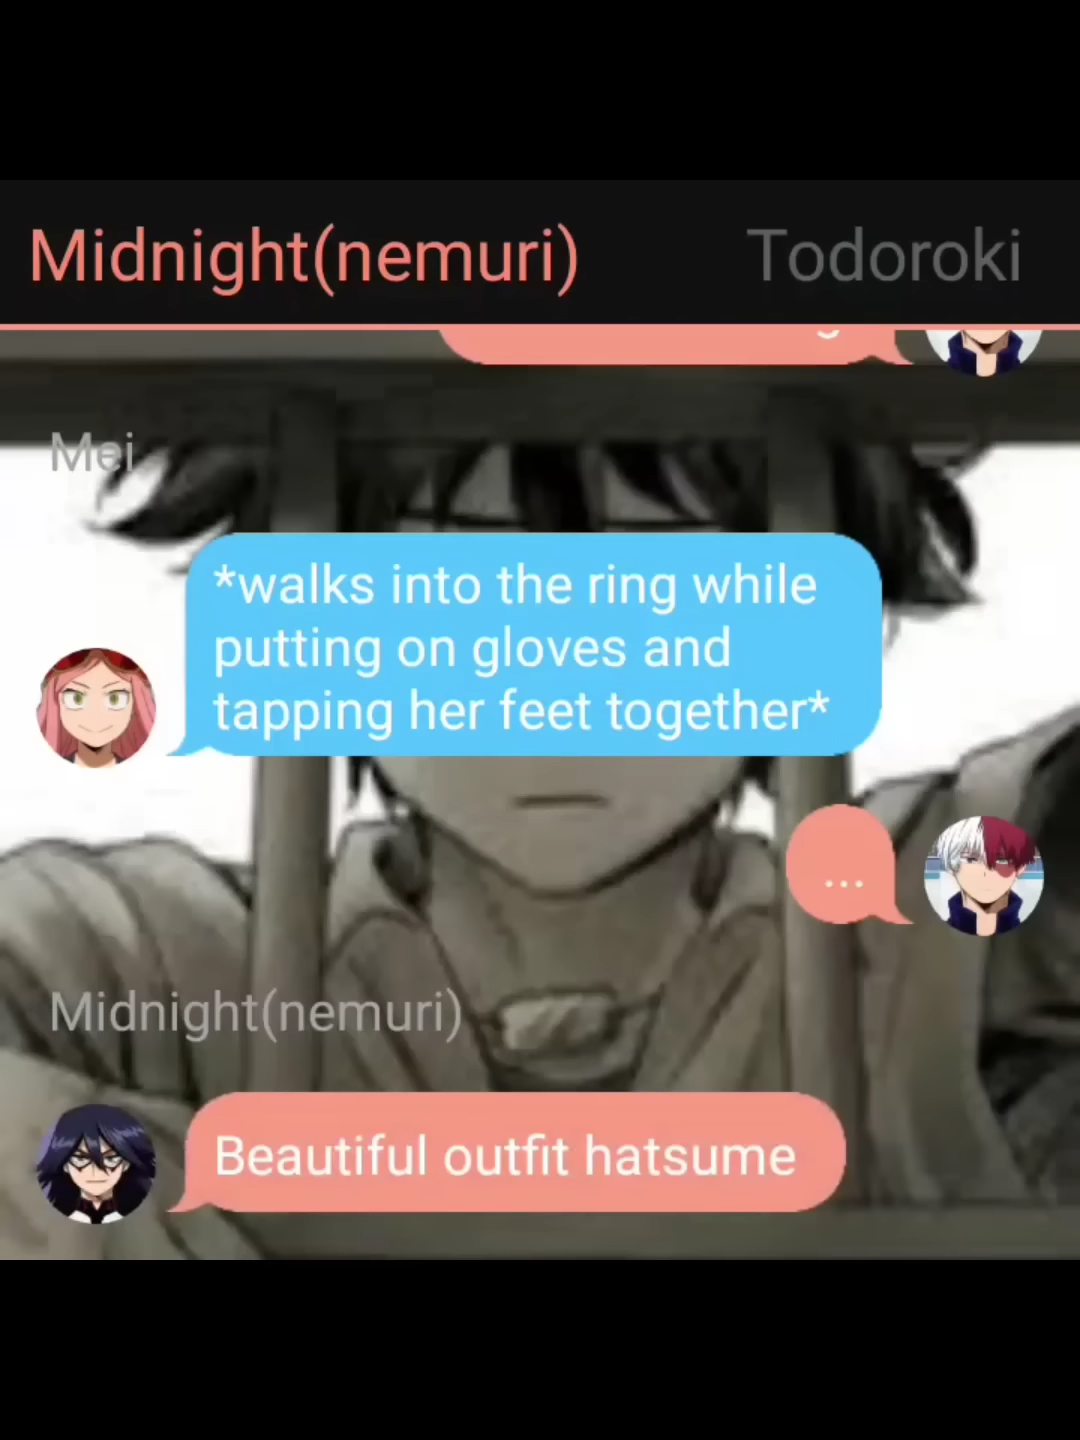 Midnight(nemuri) Todoroki
Mei
*walks into the ring while
putting on gloves and
tapping her feet together*
...
Midnight(nemuri)
Beautiful outfit hatsume